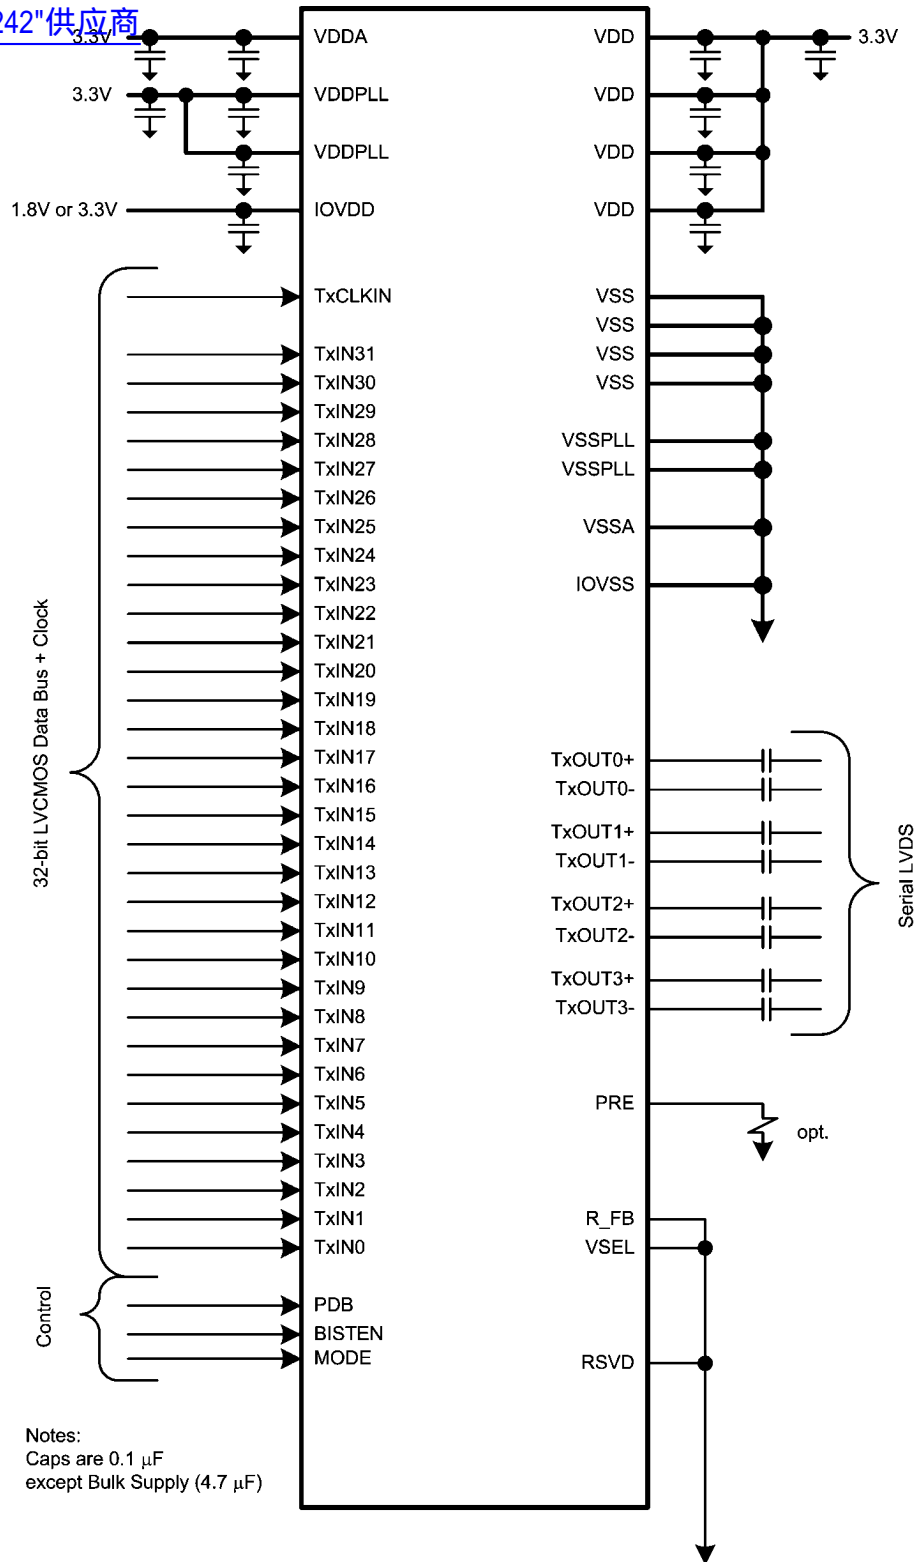 242"供应商
3.3V
VDDA
VDD
3.3V
3.3V
VDDPLL
VDD
VDDPLL
VDD
1.8V or 3.3V
IOVDD
VDD
TxCLKIN
VSS
VSS
TxIN31
VSS
TxIN30
VSS
TxIN29
TxIN28
VSSPLL
TxIN27
VSSPLL
TxIN26
TxIN25
VSSA
TxIN24
TxIN23
IOVSS
TxIN22
TxIN21
TxIN20
TxIN19
TxIN18
TxIN17
TxOUT0+
TxIN16
TxOUT0-
TxIN15
TxOUT1+
TxIN14
TxOUT1-
TxIN13
TxIN12
TxOUT2+
TxIN11
TxOUT2-
TxIN10
TxOUT3+
TxIN9
TxOUT3-
TxIN8
TxIN7
TxIN6
TxIN5
PRE
opt.
TxIN4
TxIN3
TxIN2
TxIN1
R_FB
TxIN0
VSEL
32-bit LVCMOS Data Bus + Clock
Serial LVDS
Control
PDB
BISTEN
MODE
RSVD
Notes:
Caps are 0.1 μF
except Bulk Supply (4.7 μF)